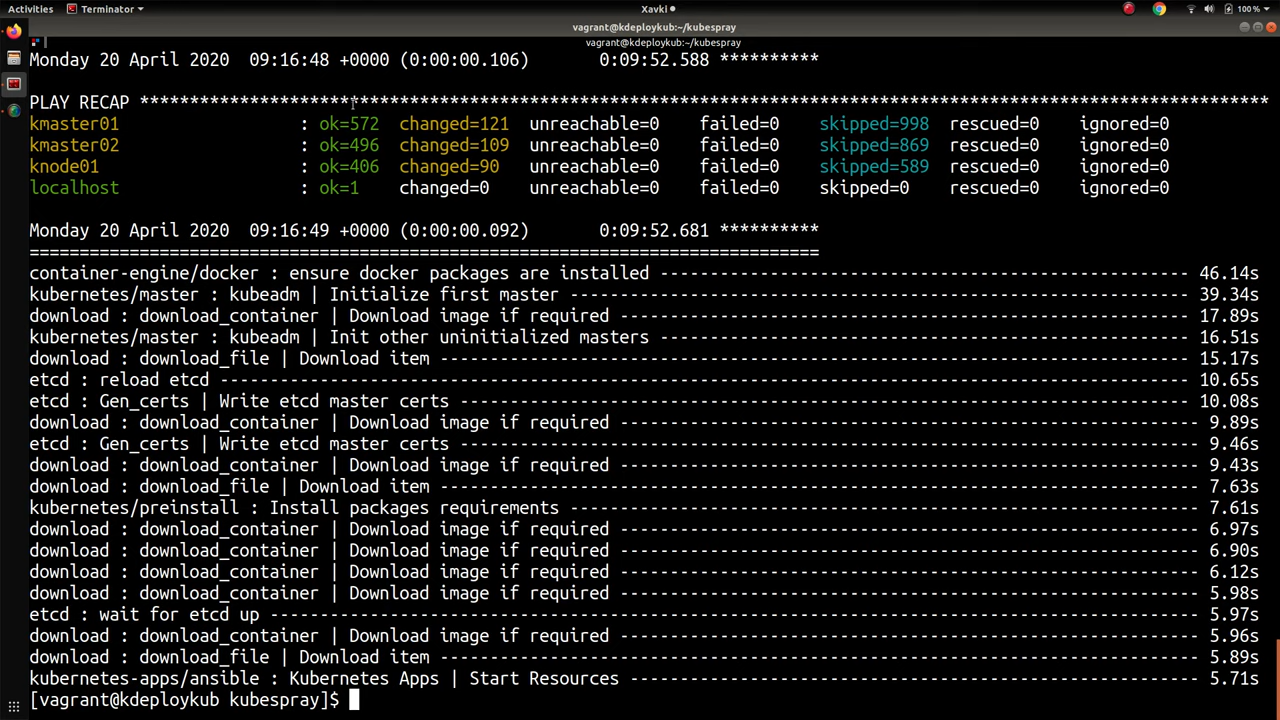 Activities Terminator Xavki 100 %
vagrant@kdeploykub:~/kubespray
vagrant@kdeploykub:~/kubespray
Monday 20 April 2020 09:16:48 +0000 (0:00:00.106) 0:09:52.588 **********
PLAY RECAP *****************************************************************************************************************
kmaster01 : ok=572 changed=121 unreachable=0 failed=0 skipped=998 rescued=0 ignored=0
kmaster02 : ok=496 changed=109 unreachable=0 failed=0 skipped=869 rescued=0 ignored=0
knode01 : ok=406 changed=90 unreachable=0 failed=0 skipped=589 rescued=0 ignored=0
localhost : ok=1 changed=0 unreachable=0 failed=0 skipped=0 rescued=0 ignored=0
Monday 20 April 2020 09:16:49 +0000 (0:00:00.092) 0:09:52.681 **********
===============================================================================
container-engine/docker : ensure docker packages are installed ----------------------------------------------------- 46.14s
kubernetes/master : kubeadm | Initialize first master -------------------------------------------------------------- 39.34s
download : download_container | Download image if required --------------------------------------------------------- 17.89s
kubernetes/master : kubeadm | Init other uninitialized masters ----------------------------------------------------- 16.51s
download : download_file | Download item --------------------------------------------------------------------------- 15.17s
etcd : reload etcd ------------------------------------------------------------------------------------------------- 10.65s
etcd : Gen_certs | Write etcd master certs ------------------------------------------------------------------------- 10.08s
download : download_container | Download image if required ---------------------------------------------------------- 9.89s
etcd : Gen_certs | Write etcd master certs -------------------------------------------------------------------------- 9.46s
download : download_container | Download image if required ---------------------------------------------------------- 9.43s
download : download_file | Download item ---------------------------------------------------------------------------- 7.63s
kubernetes/preinstall : Install packages requirements --------------------------------------------------------------- 7.61s
download : download_container | Download image if required ---------------------------------------------------------- 6.97s
download : download_container | Download image if required ---------------------------------------------------------- 6.90s
download : download_container | Download image if required ---------------------------------------------------------- 6.12s
download : download_container | Download image if required ---------------------------------------------------------- 5.98s
etcd : wait for etcd up --------------------------------------------------------------------------------------------- 5.97s
download : download_container | Download image if required ---------------------------------------------------------- 5.96s
download : download_file | Download item ---------------------------------------------------------------------------- 5.89s
kubernetes-apps/ansible : Kubernetes Apps | Start Resources --------------------------------------------------------- 5.71s
[vagrant@kdeploykub kubespray]$